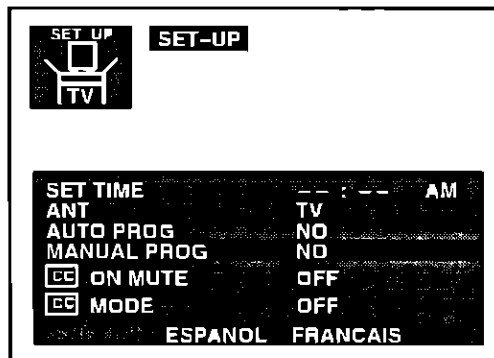 SET UP
TV
SET-UP
SET TIME -- : -- AM
ANT TV
AUTO PROG NO
MANUAL PROG NO
CC ON MUTE OFF
CC MODE OFF
ESPANOL FRANCAIS